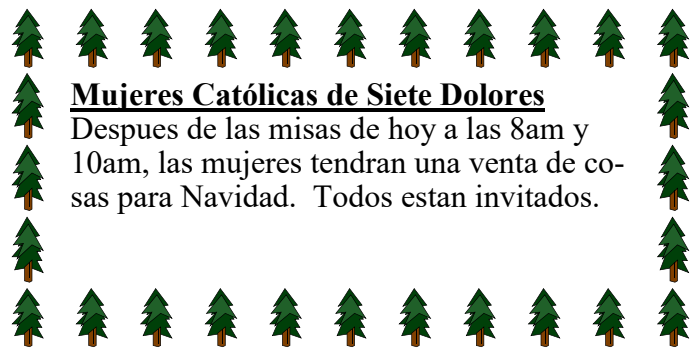 Mujeres Católicas de Siete Dolores
Despues de las misas de hoy a las 8am y
10am, las mujeres tendran una venta de co-
sas para Navidad.  Todos estan invitados.